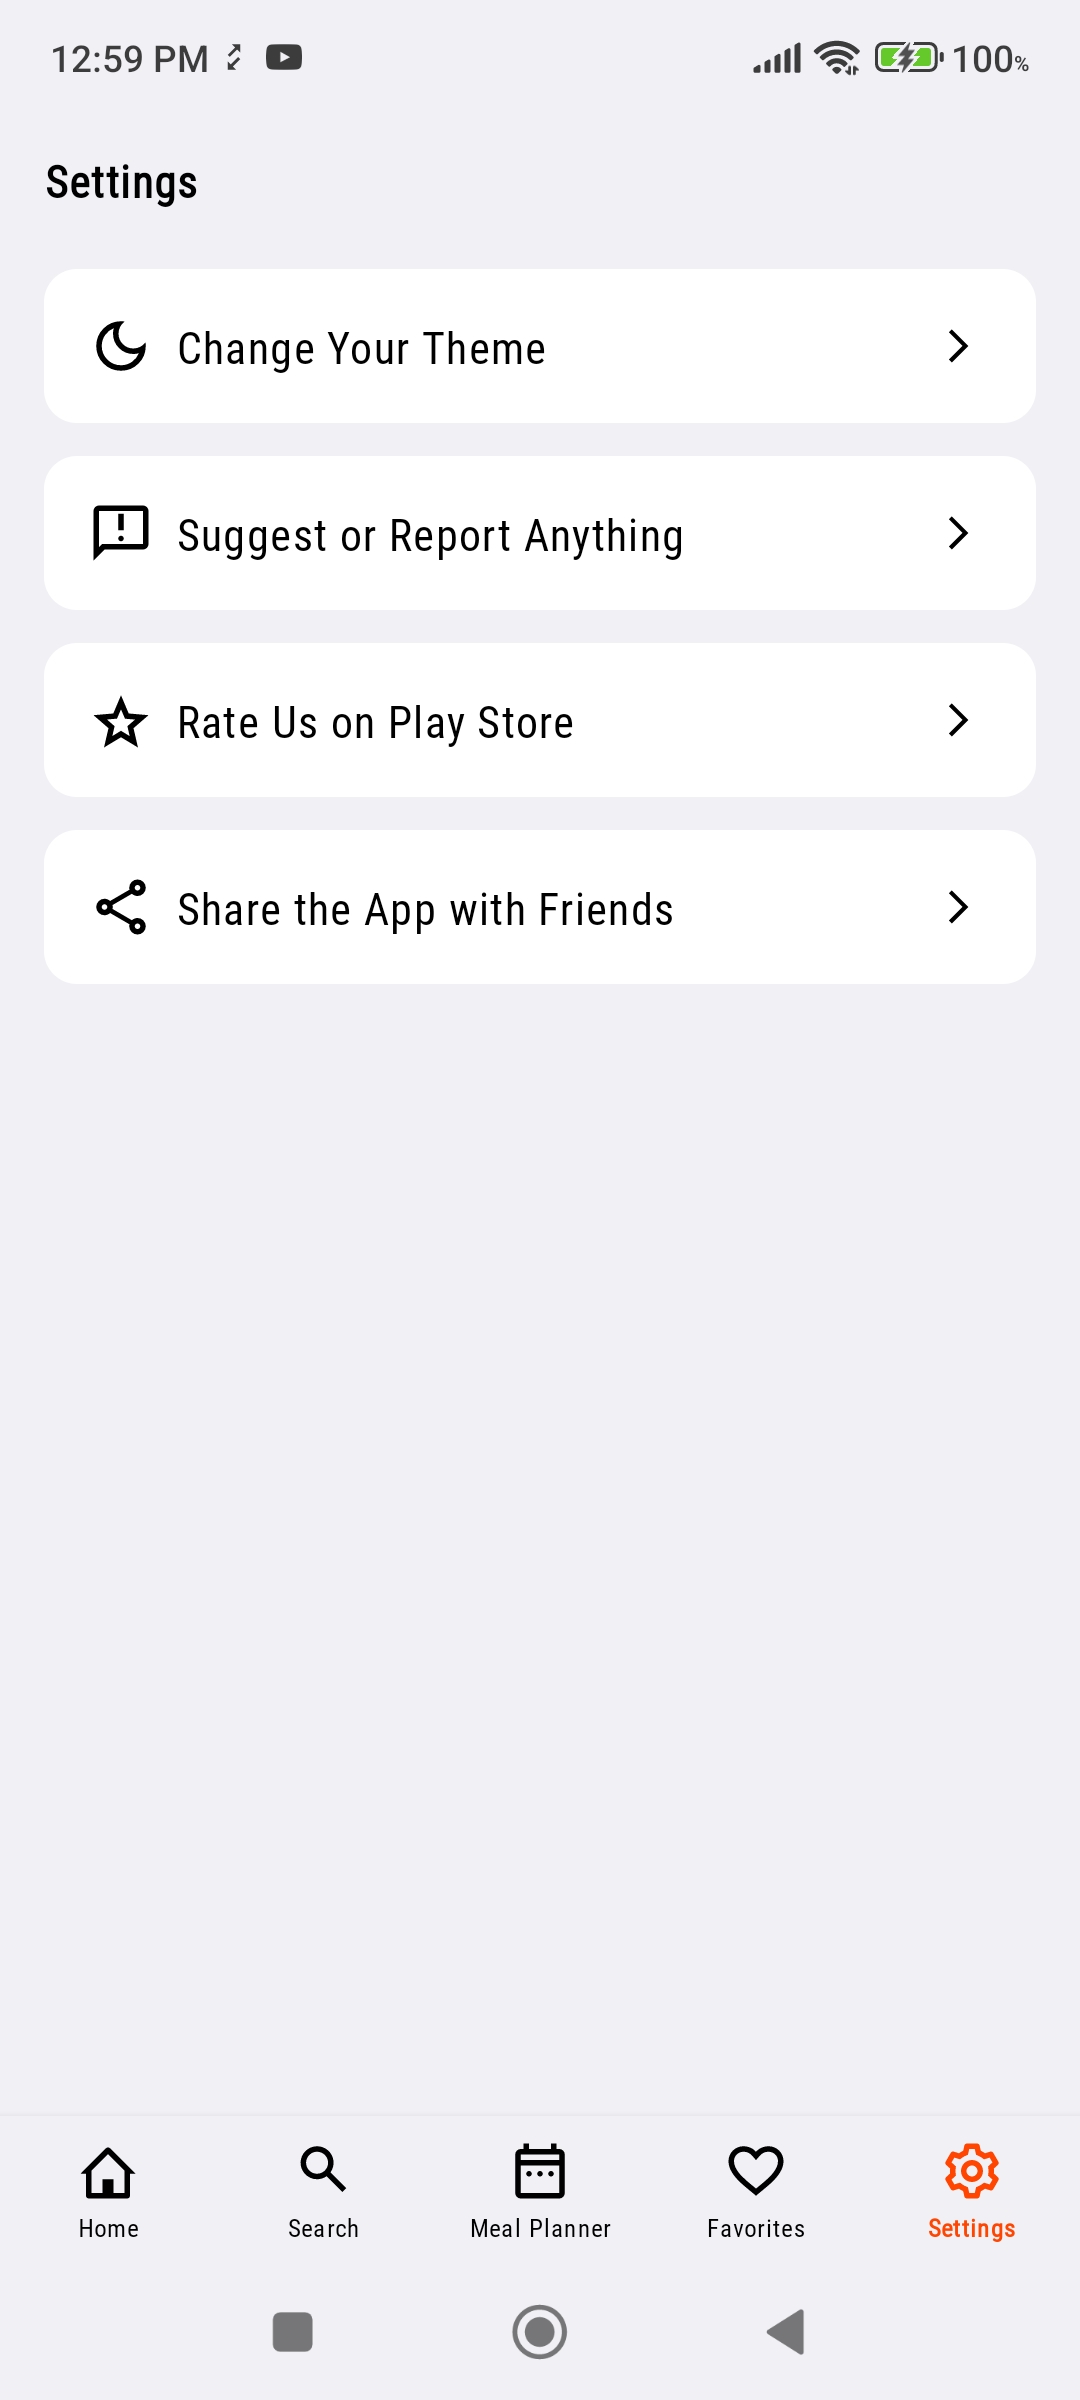 12:59 PM 100%
Settings
Change Your Theme
Suggest or Report Anything
Rate Us on Play Store
Share the App with Friends
Home Search Meal Planner Favorites Settings